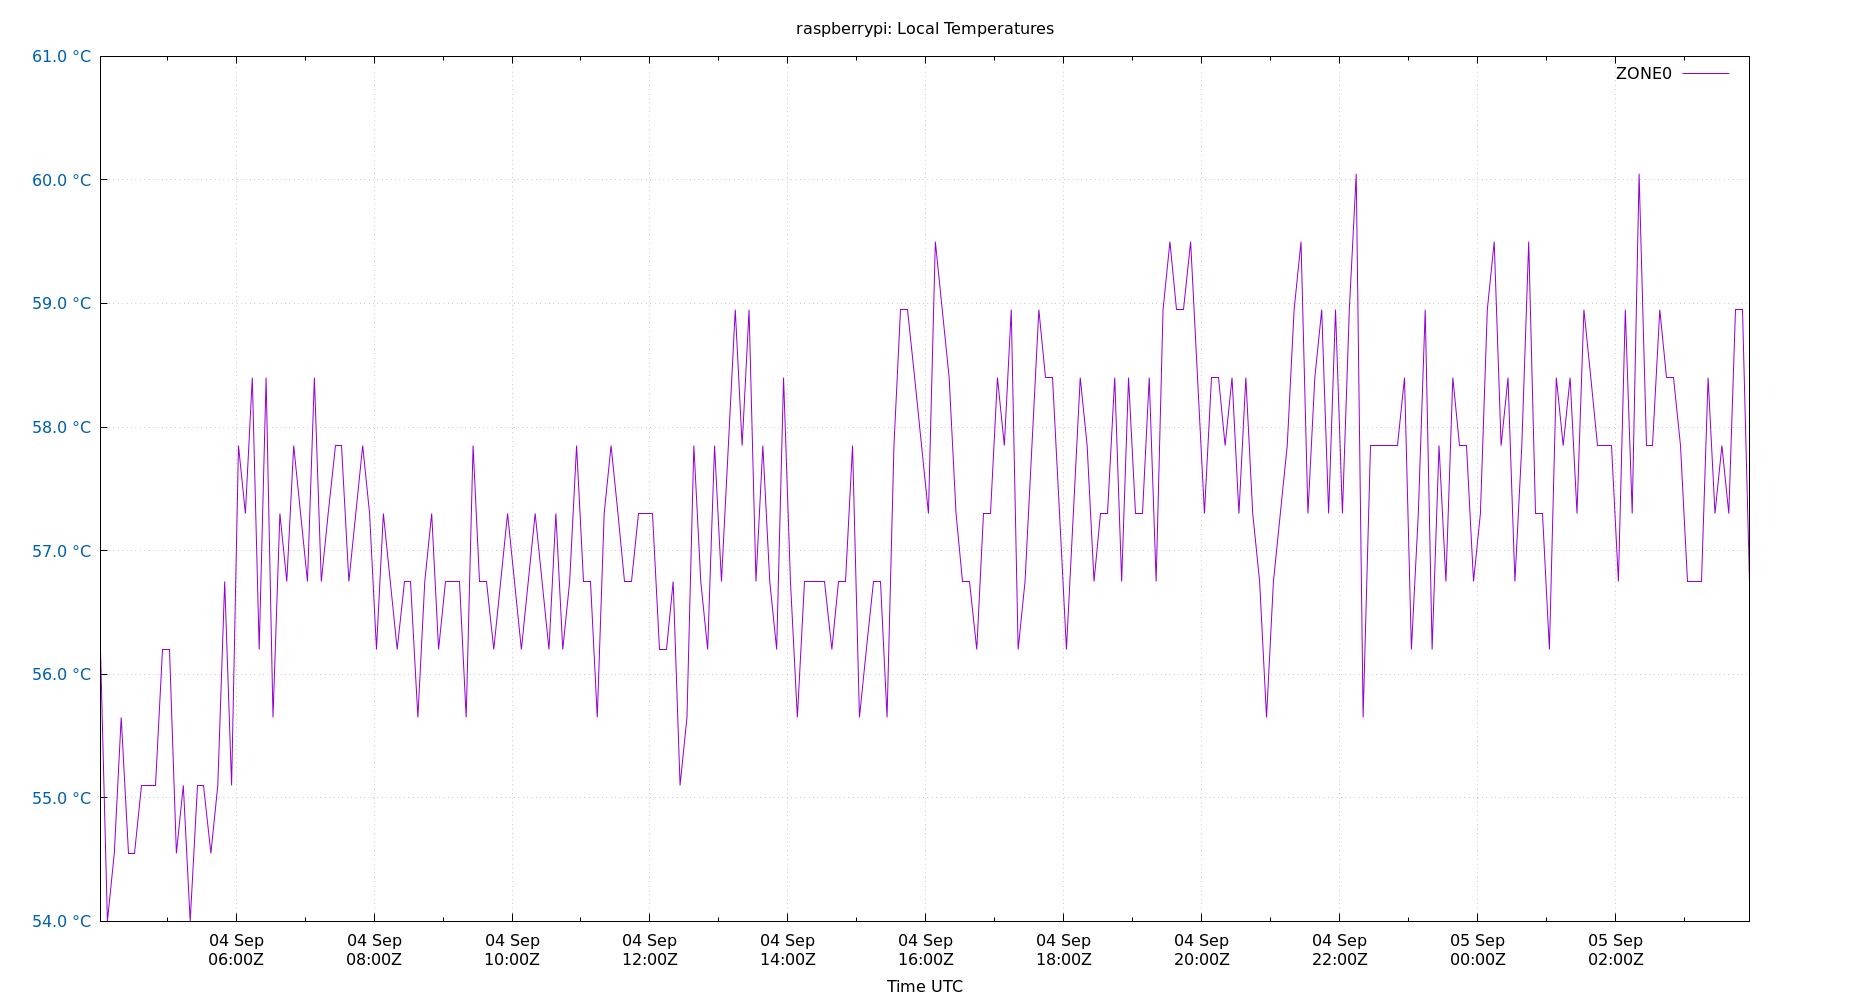 raspberrypi: Local Temperatures
61.0 °C
ZONE0
60.0 °C
59.0 °C
58.0 °C
57.0 °C
56.0 °C
55.0 °C
54.0 °C
04 Sep 04 Sep 04 Sep 04 Sep 04 Sep 04 Sep 04 Sep 04 Sep 04 Sep 05 Sep 05 Sep
06:00Z 08:00Z 10:00Z 12:00Z 14:00Z 16:00Z 18:00Z 20:00Z 22:00Z 00:00Z 02:00Z
Time UTC